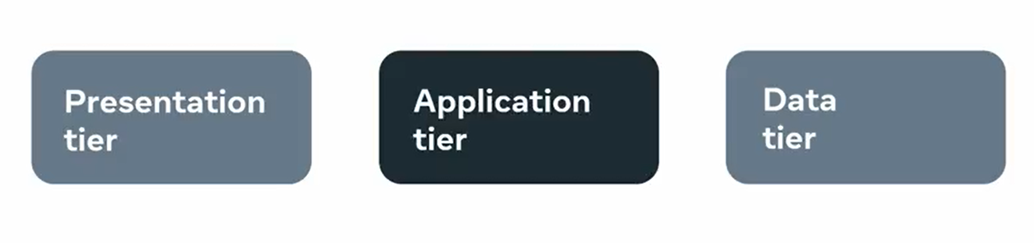 Presentation
tier
Application
tier
Data
tier